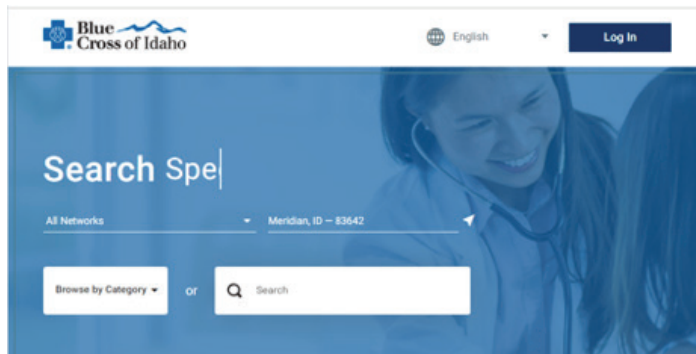 Blue
Cross of Idaho
English
Log In
Search Spe
All Networks
Meridian, ID — 83642
Browse by Category
or
Search